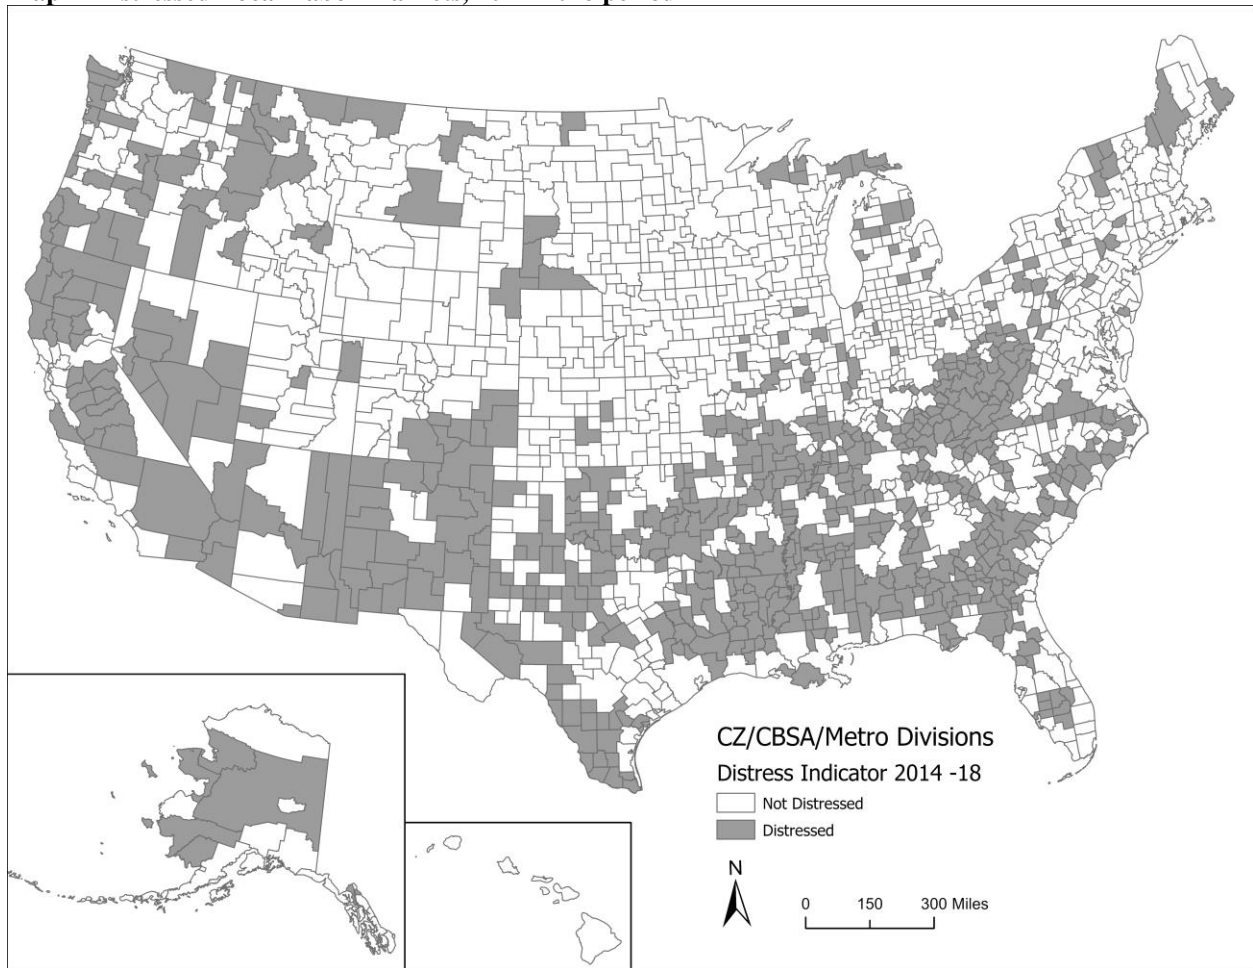 CZ/CBSA/Metro Divisions
Distress Indicator 2014 -18
Not Distressed
Distressed
N
0 150 300 Miles